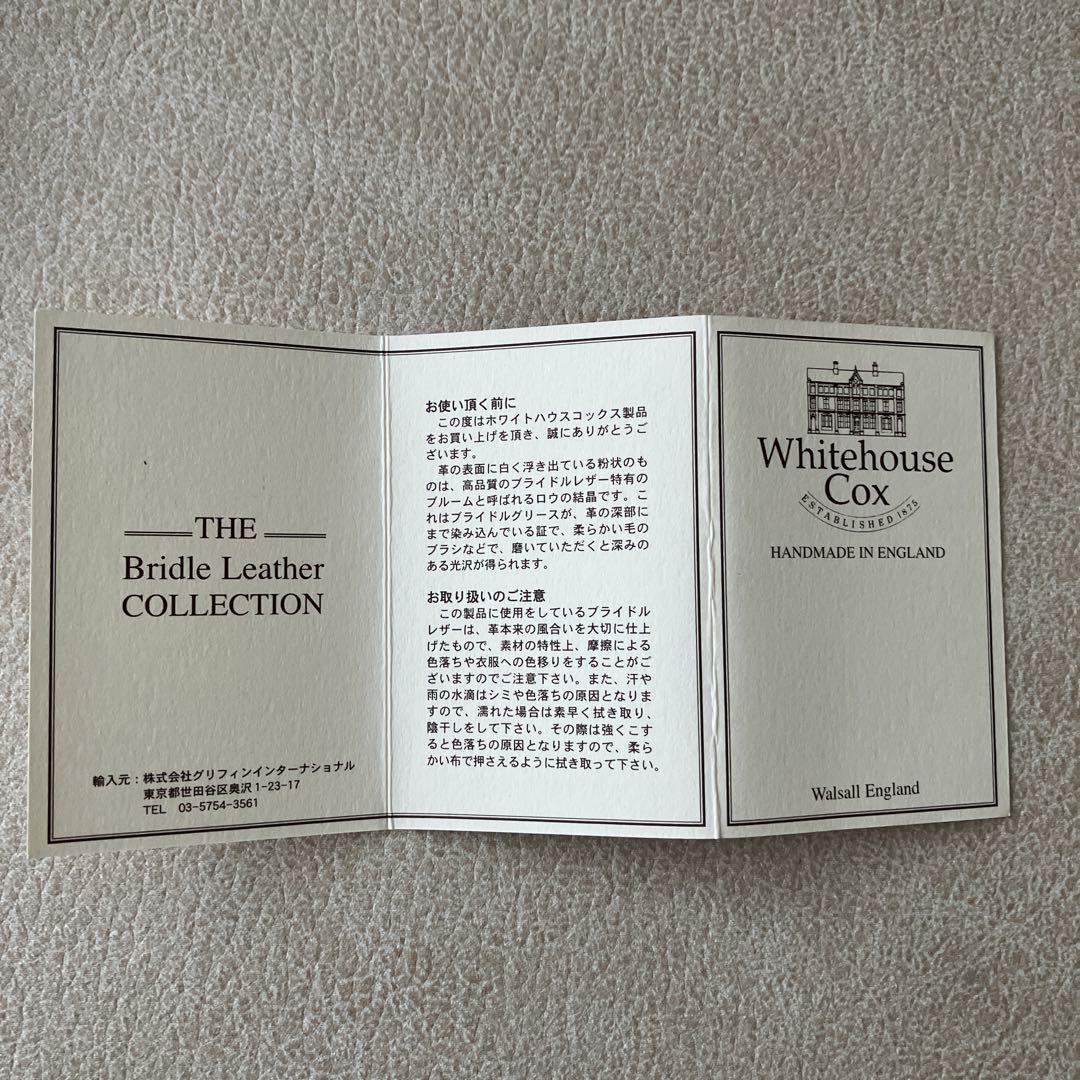 THE
Bridle Leather
COLLECTION
輸入元：株式会社グリフィンインターナショナル
東京都世田谷区奥沢1-23-17
TEL 03-5754-3561
お使い頂く前に
この度はホワイトハウスコックス製品
をお買い上げを頂き、誠にありがとうご
ざいます。
革の表面に白く浮き出ている粉状のも
のは、高品質のブライドルレザー特有の
ブルームと呼ばれるロウの結晶です。こ
れはブライドルグリースが、革の深部に
まで染み込んでいる証で、柔らかい毛の
ブラシなどで、磨いていただくと深みの
ある光沢が得られます。
お取り扱いのご注意
この製品に使用をしているブライドル
レザーは、革本来の風合いを大切に仕上
げたもので、素材の特性上、摩擦による
色落ちや衣服への色移りをすることがご
ざいますのでご注意下さい。また、汗や
雨の水滴はシミや色落ちの原因となりま
すので、濡れた場合は素早く拭き取り、
陰干しをして下さい。その際は強くこす
ると色落ちの原因となりますので、柔ら
かい布で押さえるように拭き取って下さい。
Whitehouse
Cox
ESTABLISHED 1875
HANDMADE IN ENGLAND
Walsall England